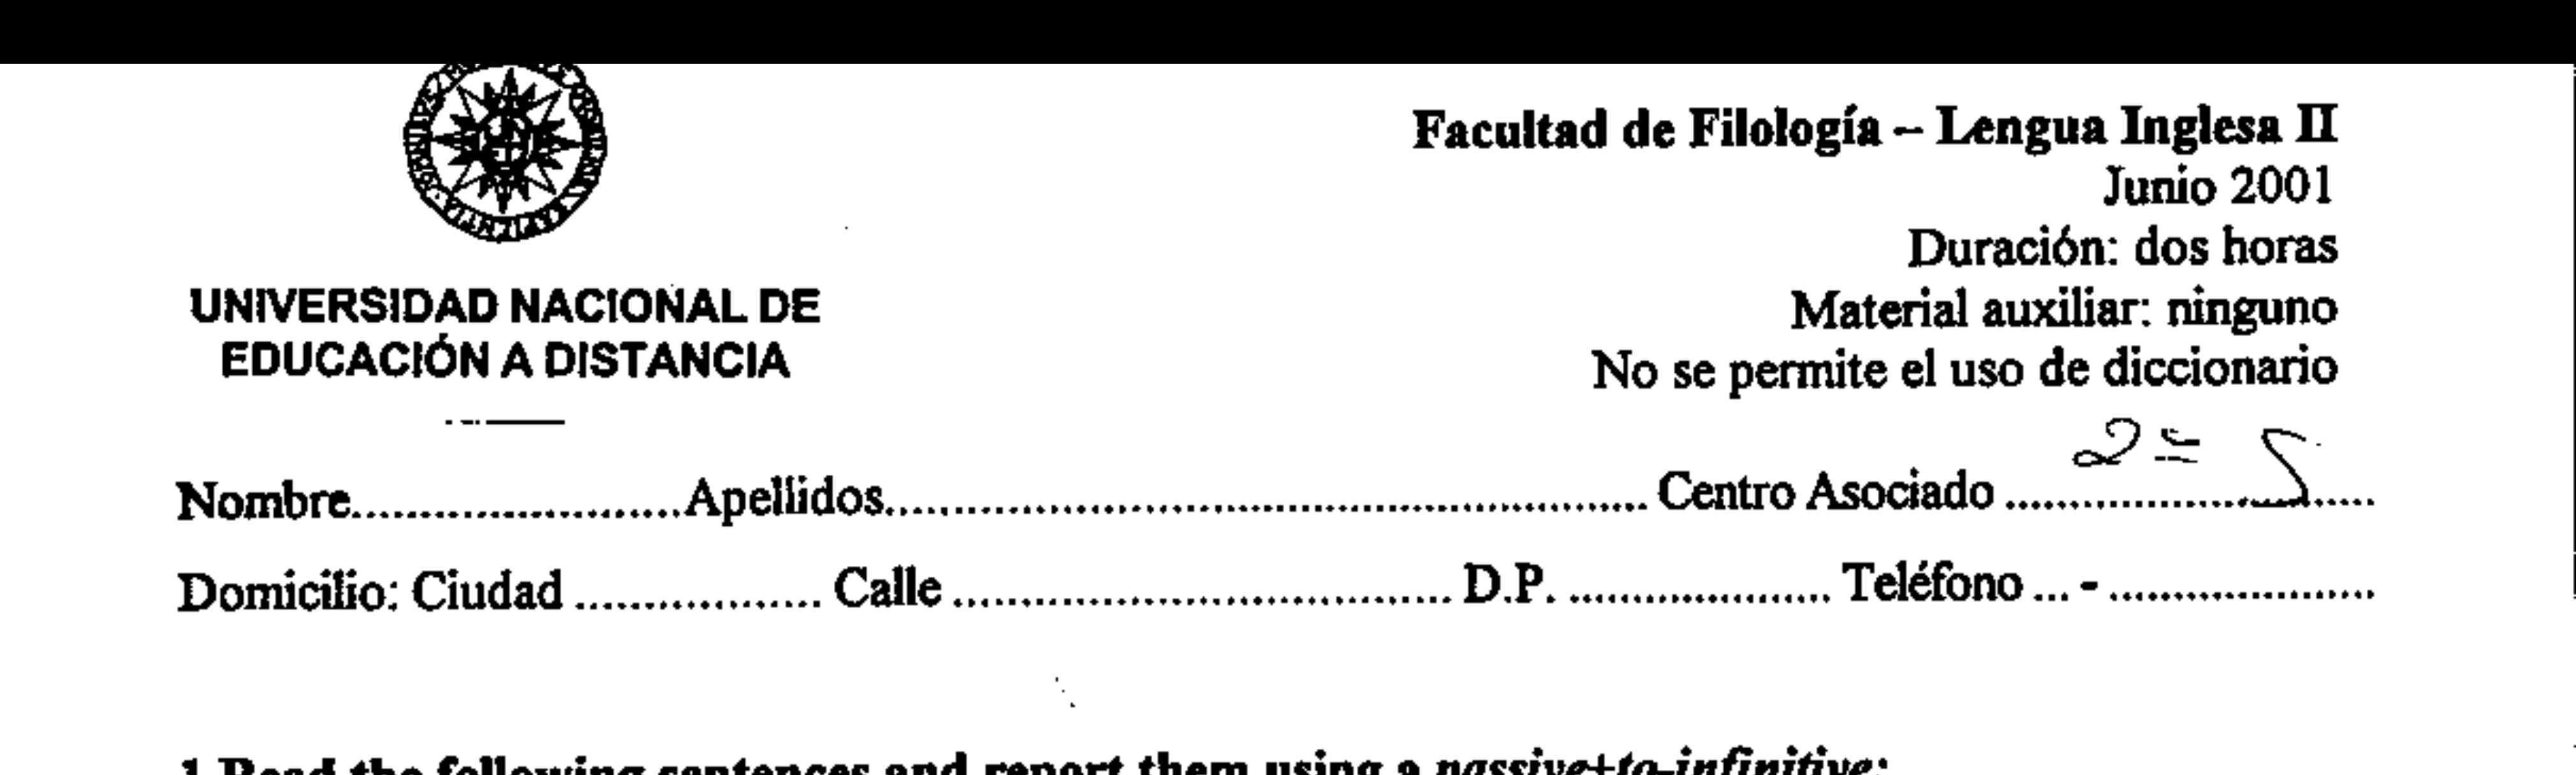 Facultad de Filología – Lengua Inglesa II
Junio 2001
Duración: dos horas
Material auxiliar: ninguno
No se permite el uso de diccionario
UNIVERSIDAD NACIONAL DE
EDUCACIÓN A DISTANCIA
Nombre........................Apellidos........................................................ Centro Asociado ...........................
Domicilio: Ciudad .................. Calle ..................................... D.P. ................... Teléfono ... - ....................
1 Read the following sentences and report them using a passive+to-infinitive: